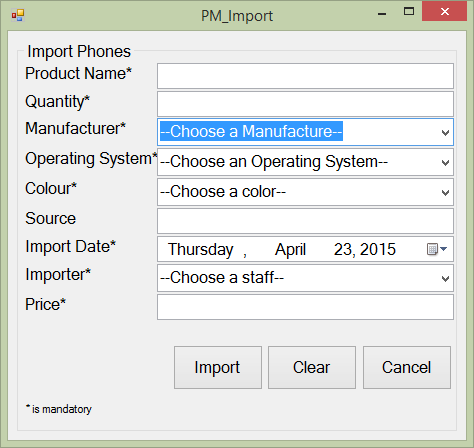 PM_Import
Import Phones
Product Name*
Quantity*
Manufacturer* --Choose a Manufacture--
Operating System* --Choose an Operating System--
Colour* --Choose a color--
Source
Import Date* Thursday , April 23, 2015
Importer* --Choose a staff--
Price*
Import Clear Cancel
* is mandatory